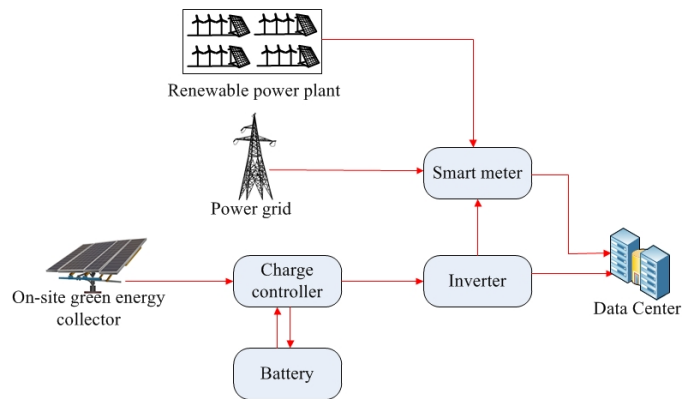 Renewable power plant
Smart meter
Power grid
Charge
controller
Inverter
On-site green energy
collector
Data Center
Battery